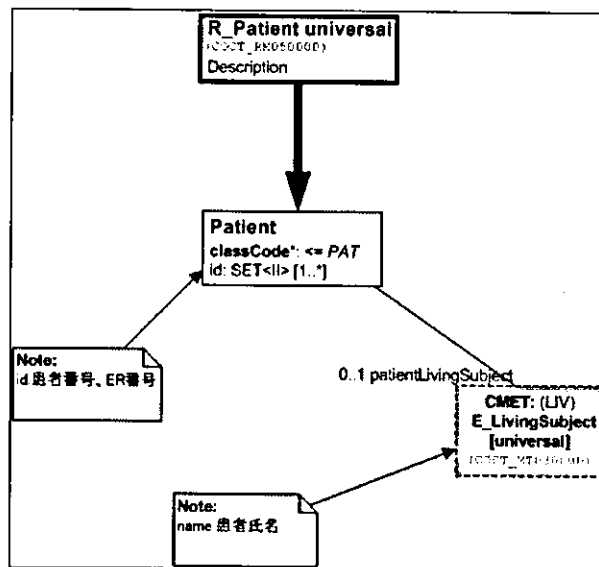 R_Patient universal
Description
Patient
classCode*: <= PAT
id: SET<II> [1..*]
Note:
id 患者番号、ER番号
0..1 patientLivingSubject
CMET: (LIV)
E_LivingSubject
[universal]
Note:
name 患者氏名